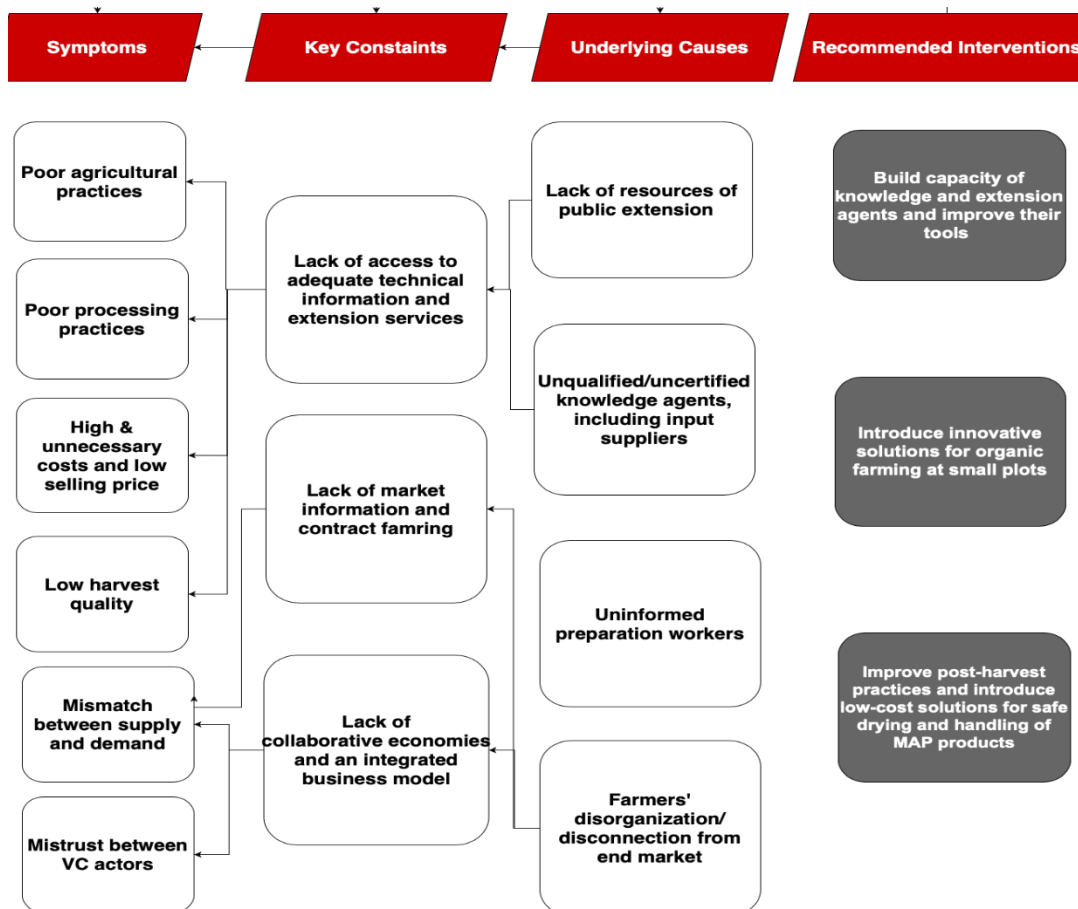 Symptoms
Key Constaints
Underlying Causes
Recommended Interventions
Poor agricultural
practices
Poor processing
practices
High &
unnecessary
costs and low
selling price
Low harvest
quality
Mismatch
between supply
and demand
Mistrust between
VC actors
Lack of access to
adequate technical
information and
extension services
Lack of market
information and
contract famring
Lack of
collaborative economies
and an integrated
business model
Lack of resources of
public extension
Unqualified/uncertified
knowledge agents,
including input
suppliers
Uninformed
preparation workers
Farmers'
disorganization/
disconnection from
end market
Build capacity of
knowledge and extension
agents and improve their
tools
Introduce innovative
solutions for organic
farming at small plots
Improve post-harvest
practices and introduce
low-cost solutions for safe
drying and handling of
MAP products